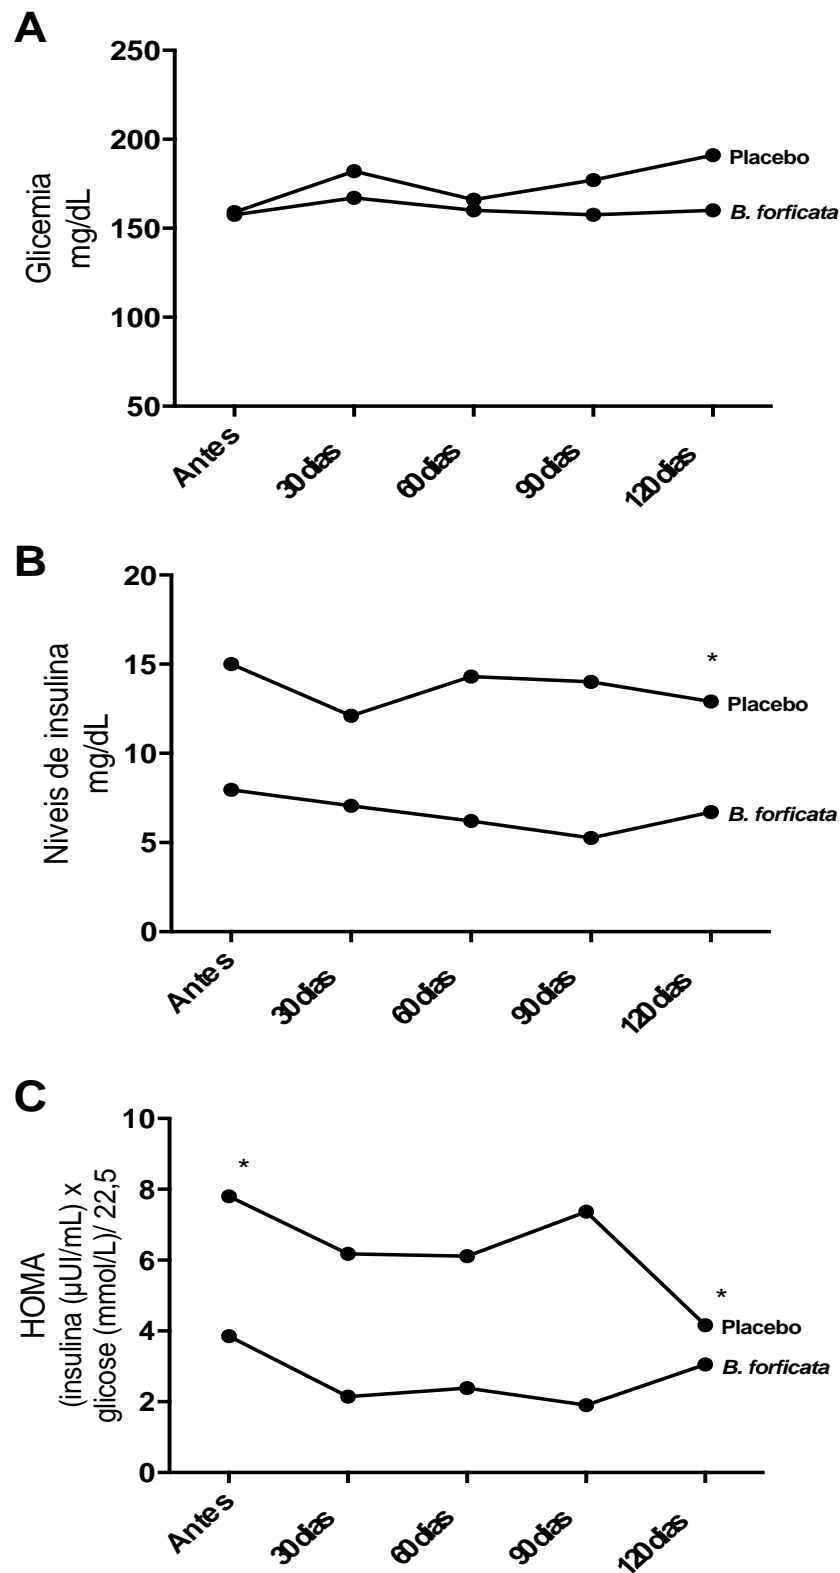 A
250
200
150
100
50
Glicemia
mg/dL
Placebo
B. forficata
Antes
30 dias
60 dias
90 dias
120 dias
B
20
15
10
5
0
Niveis de insulina
mg/dL
*
Placebo
B. forficata
Antes
30 dias
60 dias
90 dias
120 dias
C
10
8
6
4
2
0
HOMA
(insulina (µUI/mL) x
glicose (mmol/L)/ 22,5
*
*
Placebo
B. forficata
Antes
30 dias
60 dias
90 dias
120 dias